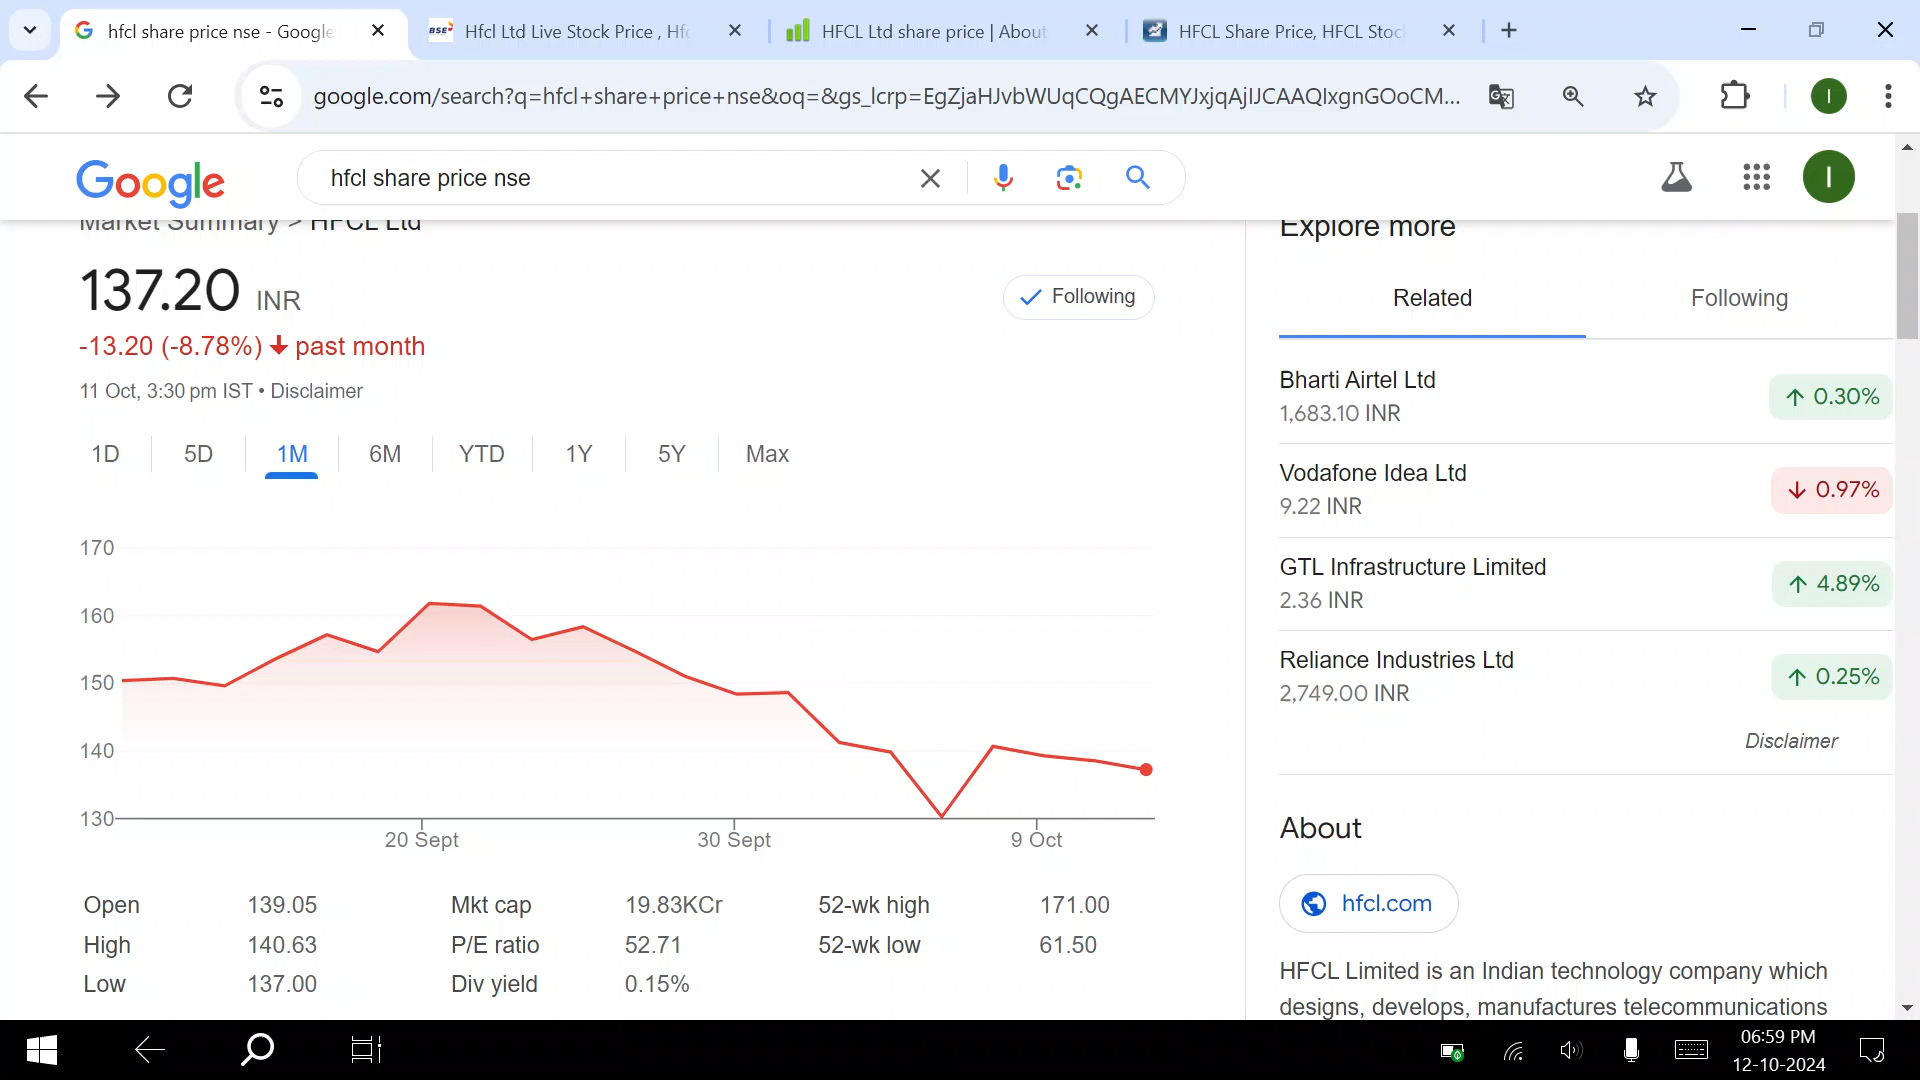 hfcl share price nse - Google
Hfcl Ltd Live Stock Price , Hfc
HFCL Ltd share price | About
HFCL Share Price, HFCL Stoc
google.com/search?q=hfcl+share+price+nse&oq=&gs_lcrp=EgZjaHJvbWUqCQgAECMYJxjqAjIJCAAQIxgnGOoCM...
I
Google
hfcl share price nse
I
Market Summary > HFCL Ltd
137.20 INR
Following
-13.20 (-8.78%) past month
11 Oct, 3:30 pm IST • Disclaimer
1D 5D 1M 6M YTD 1Y 5Y Max
170
160
150
140
130
20 Sept 30 Sept 9 Oct
Open 139.05 Mkt cap 19.83KCr 52-wk high 171.00
High 140.63 P/E ratio 52.71 52-wk low 61.50
Low 137.00 Div yield 0.15%
Explore more
Related Following
Bharti Airtel Ltd
1,683.10 INR
0.30%
Vodafone Idea Ltd
9.22 INR
0.97%
GTL Infrastructure Limited
2.36 INR
4.89%
Reliance Industries Ltd
2,749.00 INR
0.25%
Disclaimer
About
hfcl.com
HFCL Limited is an Indian technology company which
designs, develops, manufactures telecommunications
06:59 PM
12-10-2024